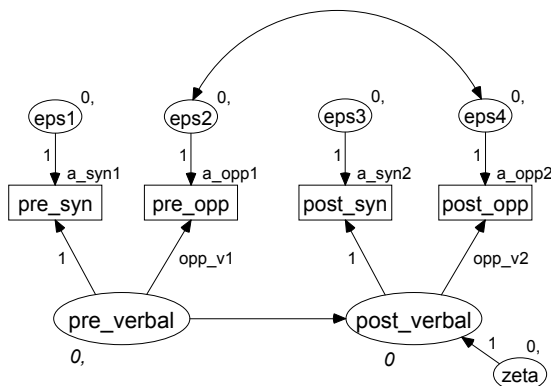 0, 0, 0, 0,
eps1 eps2 eps3 eps4
1 1 1 1
a_syn1 a_opp1 a_syn2 a_opp2
pre_syn pre_opp post_syn post_opp
1 opp_v1 1 opp_v2
pre_verbal post_verbal
0, 0 1 0,
zeta